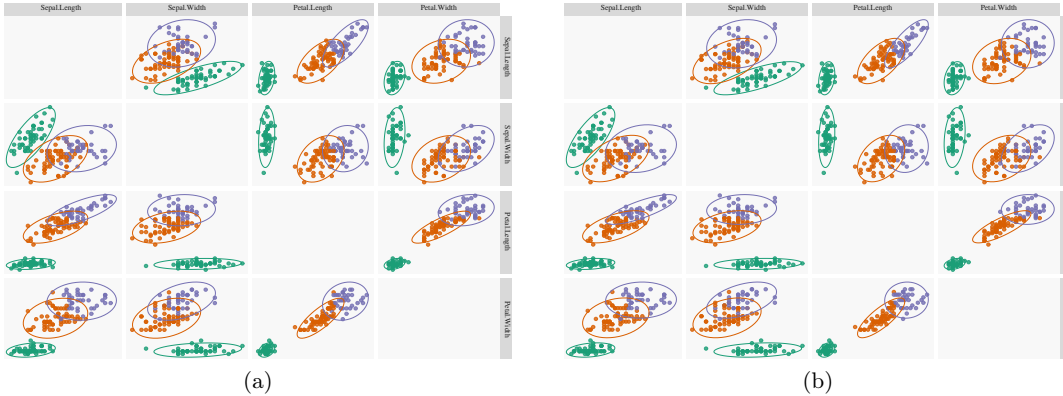 Sepal.Length Sepal.Width Petal.Length Petal.Width
Sepal.Length
Sepal.Width
Petal.Length
Petal.Width
(a)
Sepal.Length Sepal.Width Petal.Length Petal.Width
(b)